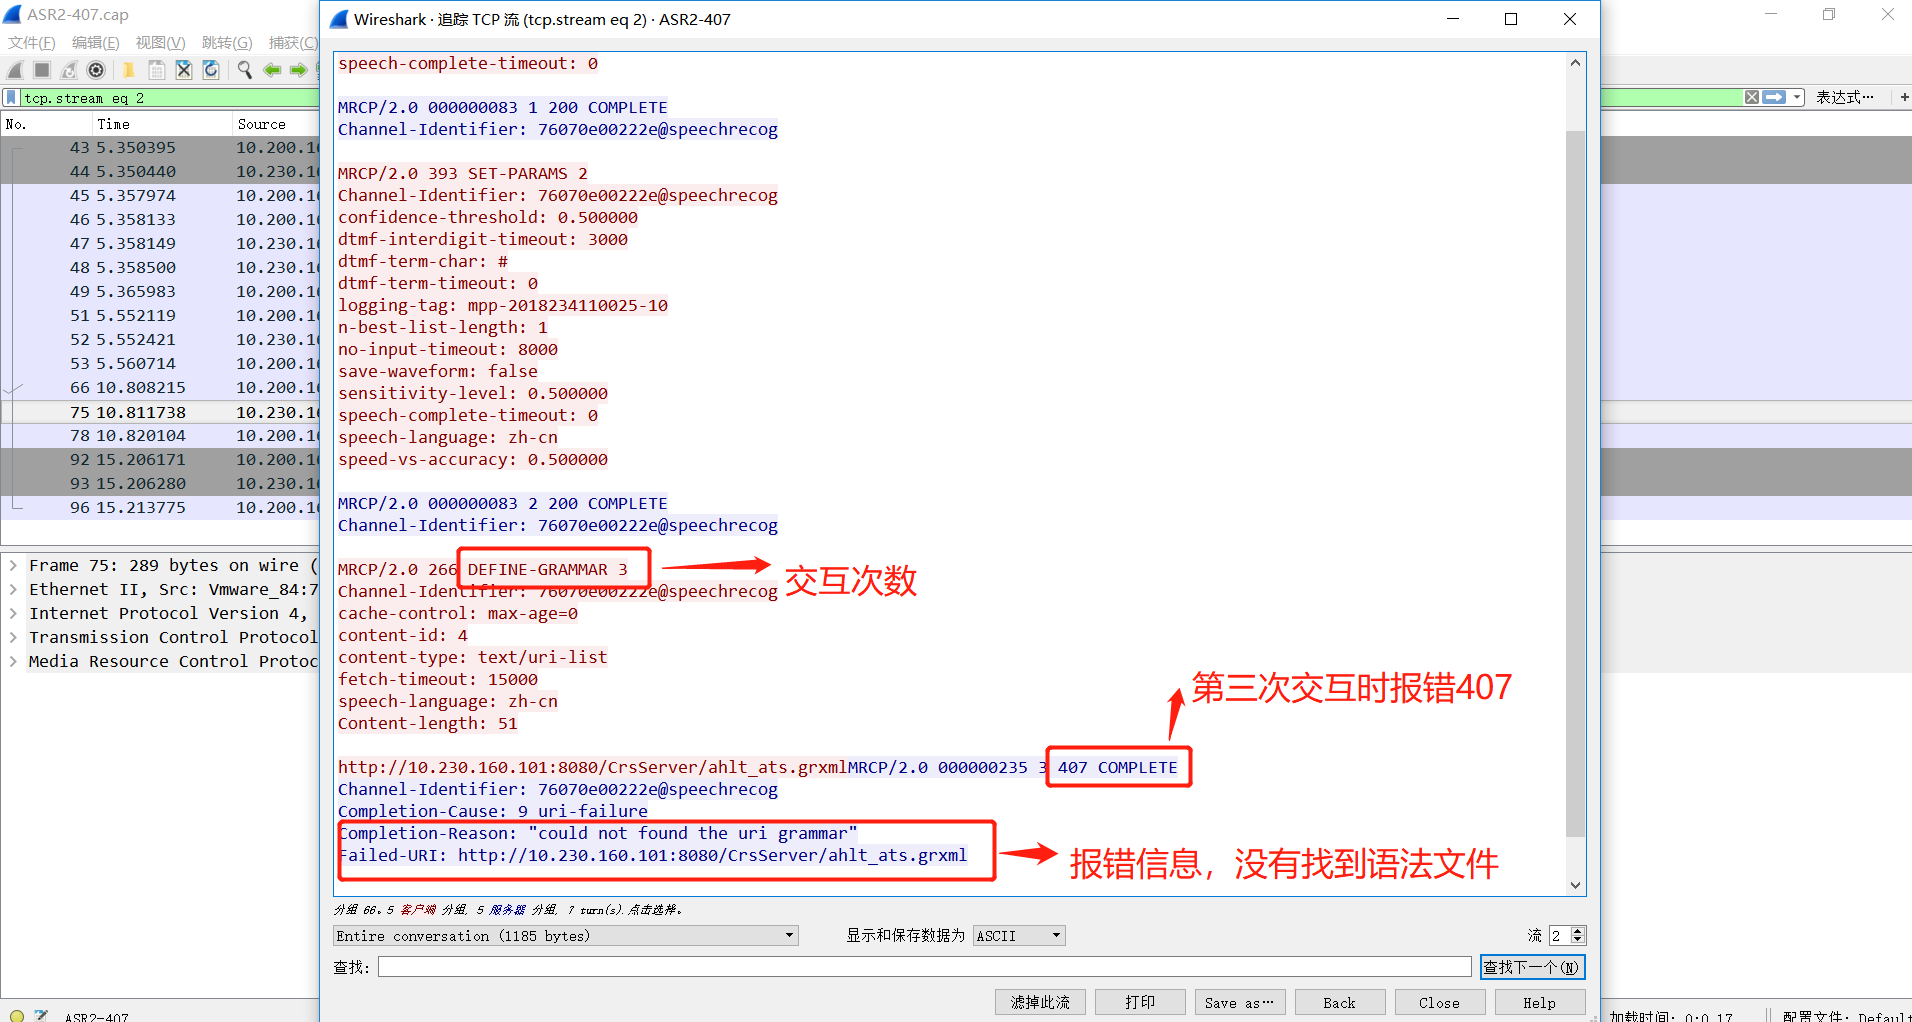 ASR2-407.cap
文件(F) 编辑(E) 视图(V) 跳转(G) 捕获(C)
tcp.stream eq 2
表达式… +
No. Time Source
43 5.350395 10.200.16
44 5.350440 10.230.16
45 5.357974 10.200.16
46 5.358133 10.200.16
47 5.358149 10.230.16
48 5.358500 10.230.16
49 5.365983 10.200.16
51 5.552119 10.200.16
52 5.552421 10.230.16
53 5.560714 10.200.16
66 10.808215 10.200.16
75 10.811738 10.230.16
78 10.820104 10.200.16
92 15.206171 10.200.16
93 15.206280 10.230.16
96 15.213775 10.200.16
Frame 75: 289 bytes on wire (
Ethernet II, Src: Vmware_84:7
Internet Protocol Version 4,
Transmission Control Protocol
Media Resource Control Protoc
ASR2-407
Wireshark · 追踪 TCP 流 (tcp.stream eq 2) · ASR2-407
speech-complete-timeout: 0
MRCP/2.0 000000083 1 200 COMPLETE
Channel-Identifier: 76070e00222e@speechrecog
MRCP/2.0 393 SET-PARAMS 2
Channel-Identifier: 76070e00222e@speechrecog
confidence-threshold: 0.500000
dtmf-interdigit-timeout: 3000
dtmf-term-char: #
dtmf-term-timeout: 0
logging-tag: mpp-2018234110025-10
n-best-list-length: 1
no-input-timeout: 8000
save-waveform: false
sensitivity-level: 0.500000
speech-complete-timeout: 0
speech-language: zh-cn
speed-vs-accuracy: 0.500000
MRCP/2.0 000000083 2 200 COMPLETE
Channel-Identifier: 76070e00222e@speechrecog
MRCP/2.0 266 DEFINE-GRAMMAR 3
交互次数
Channel-Identifier: 76070e00222e@speechrecog
cache-control: max-age=0
content-id: 4
content-type: text/uri-list
fetch-timeout: 15000
第三次交互时报错407
speech-language: zh-cn
Content-length: 51
http://10.230.160.101:8080/CrsServer/ahlt_ats.grxmlMRCP/2.0 000000235 3 407 COMPLETE
Channel-Identifier: 76070e00222e@speechrecog
Completion-Cause: 9 uri-failure
Completion-Reason: "could not found the uri grammar"
Failed-URI: http://10.230.160.101:8080/CrsServer/ahlt_ats.grxml
报错信息，没有找到语法文件
分组 66。5 客户端 分组, 5 服务器 分组, 7 turn(s).点击选择。
Entire conversation (1185 bytes) 显示和保存数据为 ASCII 流 2
查找: 查找下一个(N)
滤掉此流 打印 Save as… Back Close Help
加载时间: 0:0.17 配置文件: Default